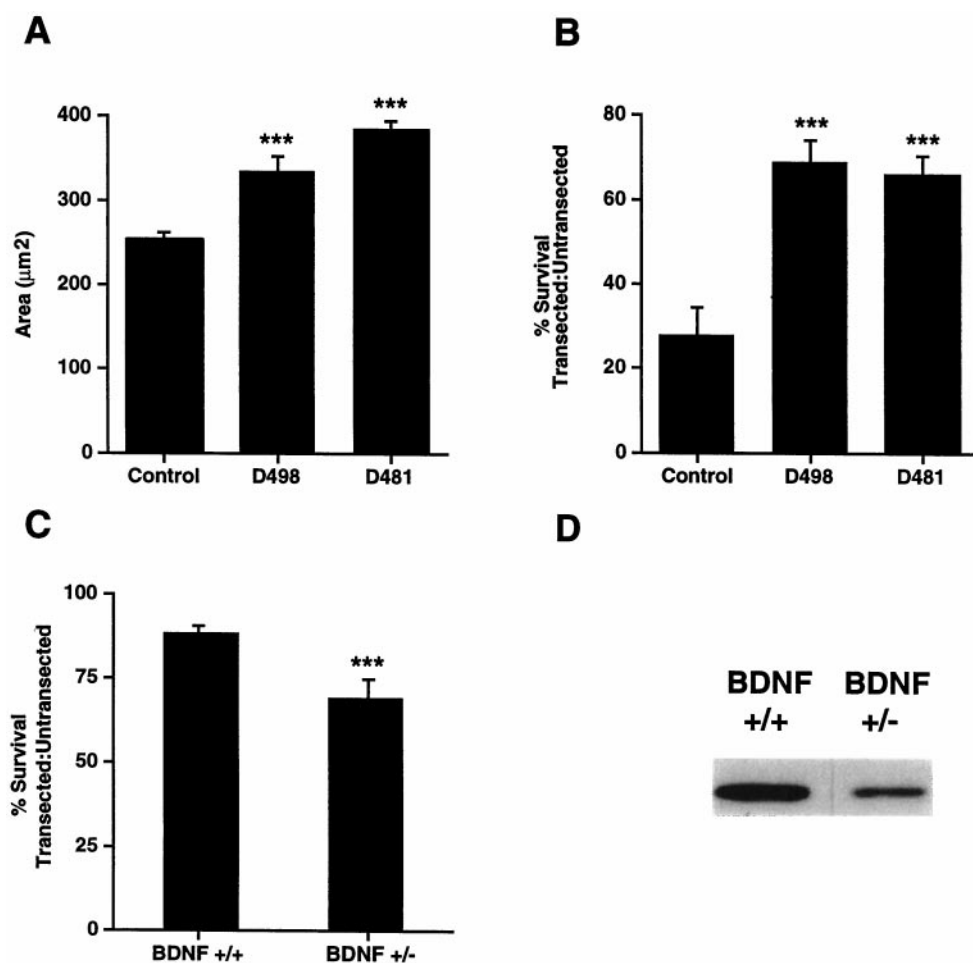 A
Area (μm2)
400
300
200
100
0
***
***
Control
D498
D481
B
% Survival
Transected:Untransected
80
60
40
20
0
***
***
Control
D498
D481
C
% Survival
Transected:Untransected
100
75
50
25
0
***
BDNF +/+
BDNF +/-
D
BDNF BDNF
+/+ +/-